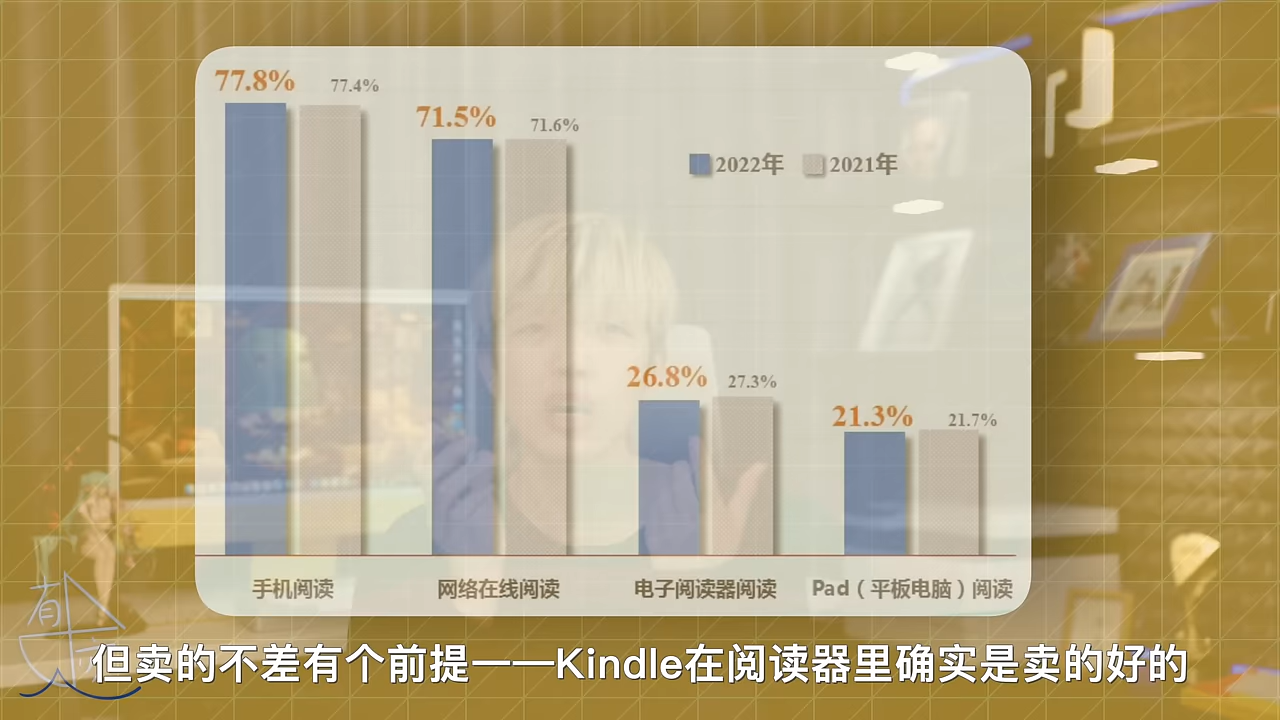 77.8%
77.4%
71.5%
71.6%
2022年
2021年
26.8%
27.3%
21.3%
21.7%
手机阅读
网络在线阅读
电子阅读器阅读
Pad（平板电脑）阅读
有
但卖的不差有个前提——Kindle在阅读器里确实是卖的好的